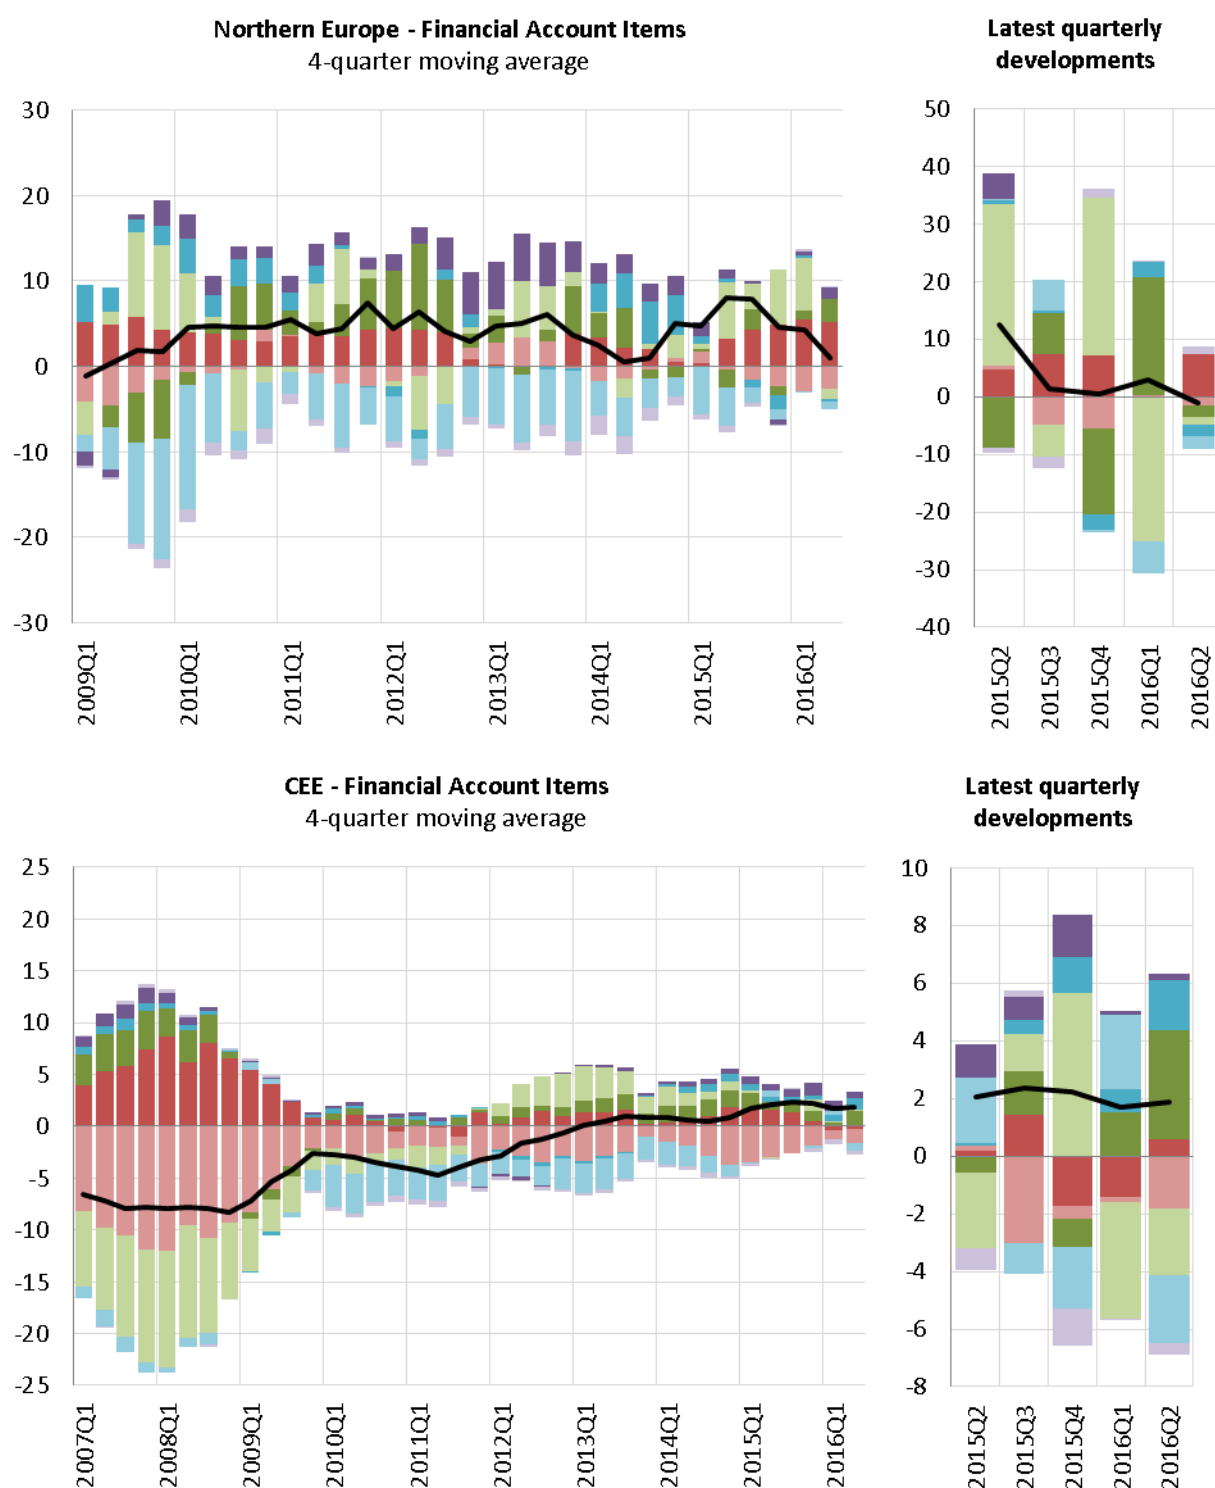 Northern Europe - Financial Account Items
4-quarter moving average
30
20
10
0
-10
-20
-30
2009Q1
2010Q1
2011Q1
2012Q1
2013Q1
2014Q1
2015Q1
2016Q1
Latest quarterly
developments
50
40
30
20
10
0
-10
-20
-30
-40
2015Q2
2015Q3
2015Q4
2016Q1
2016Q2
CEE - Financial Account Items
4-quarter moving average
25
20
15
10
5
0
-5
-10
-15
-20
-25
2007Q1
2008Q1
2009Q1
2010Q1
2011Q1
2012Q1
2013Q1
2014Q1
2015Q1
2016Q1
Latest quarterly
developments
10
8
6
4
2
0
-2
-4
-6
-8
2015Q2
2015Q3
2015Q4
2016Q1
2016Q2